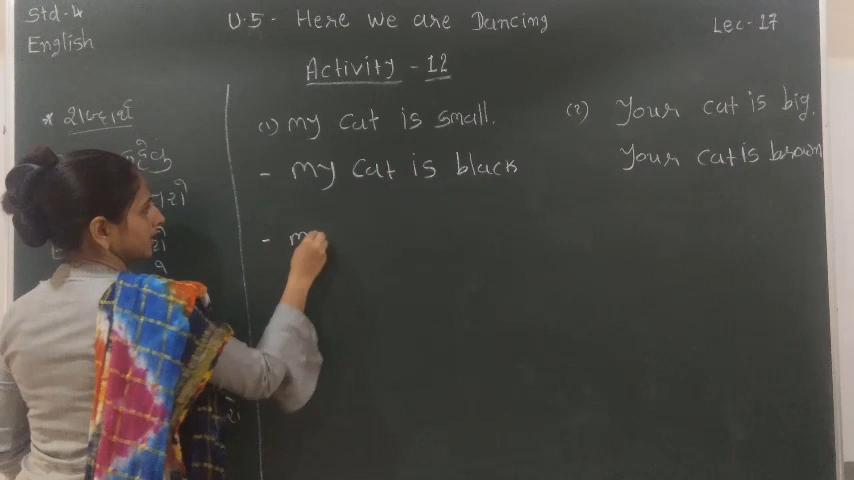 Std-4
English
U.5 - Here We are Dancing
Lec-17
Activity - 12
* શબ્દાર્થ
(1) my cat is small.
- my cat is black
- m
(2) Your cat is big.
Your cat is brown